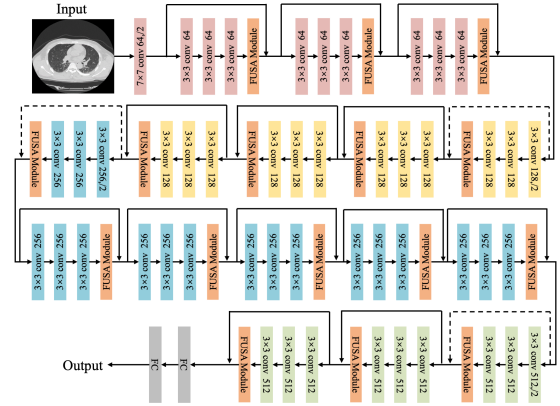 Input
7×7 conv 64,/2
3×3 conv 64
3×3 conv 64
3×3 conv 64
FUSA Module
3×3 conv 64
3×3 conv 64
3×3 conv 64
FUSA Module
3×3 conv 64
3×3 conv 64
3×3 conv 64
FUSA Module
FUSA Module
3×3 conv 256
3×3 conv 256
3×3 conv 256,/2
FUSA Module
3×3 conv 128
3×3 conv 128
3×3 conv 128
FUSA Module
3×3 conv 128
3×3 conv 128
3×3 conv 128
FUSA Module
3×3 conv 128
3×3 conv 128
3×3 conv 128
FUSA Module
3×3 conv 128
3×3 conv 128
3×3 conv 128,/2
3×3 conv 256
3×3 conv 256
3×3 conv 256
FUSA Module
3×3 conv 256
3×3 conv 256
3×3 conv 256
FUSA Module
3×3 conv 256
3×3 conv 256
3×3 conv 256
FUSA Module
3×3 conv 256
3×3 conv 256
3×3 conv 256
FUSA Module
3×3 conv 256
3×3 conv 256
3×3 conv 256
FUSA Module
Output
FC
FC
FUSA Module
3×3 conv 512
3×3 conv 512
3×3 conv 512
FUSA Module
3×3 conv 512
3×3 conv 512
3×3 conv 512
FUSA Module
3×3 conv 512
3×3 conv 512
3×3 conv 512,/2